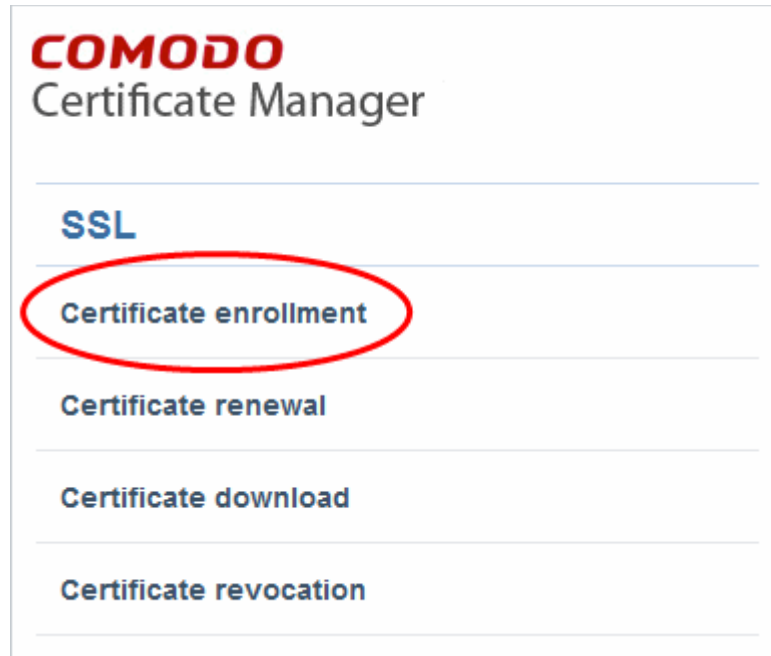 COMODO
Certificate Manager
SSL
Certificate enrollment
Certificate renewal
Certificate download
Certificate revocation